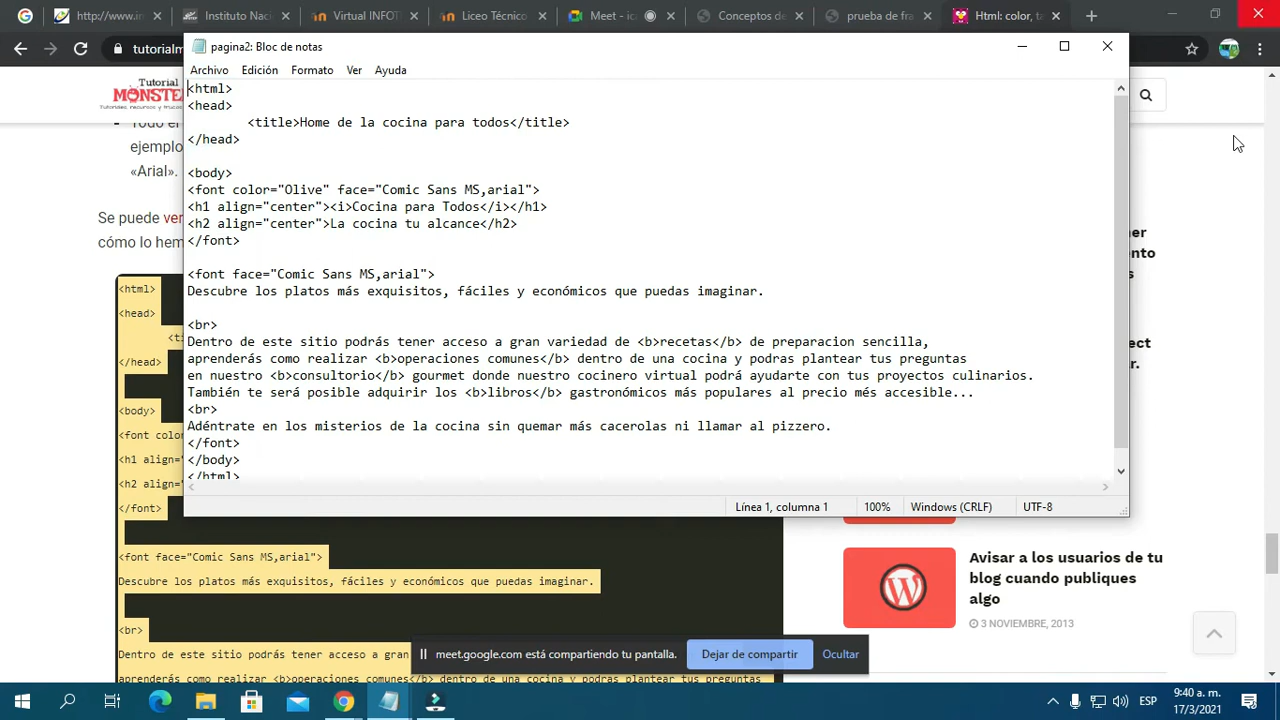 http://www.in
Instituto Nac
Virtual INFOT
Liceo Técnico
Meet - ic
Conceptos de
prueba de fra
Html: color, ta
tutorialm
pagina2: Bloc de notas
Archivo Edición Formato Ver Ayuda
<html>
<head>
<title>Home de la cocina para todos</title>
</head>
<body>
<font color="Olive" face="Comic Sans MS,arial">
<h1 align="center"><i>Cocina para Todos</i></h1>
<h2 align="center">La cocina tu alcance</h2>
</font>
<font face="Comic Sans MS,arial">
Descubre los platos más exquisitos, fáciles y económicos que puedas imaginar.
<br>
Dentro de este sitio podrás tener acceso a gran variedad de <b>recetas</b> de preparacion sencilla,
aprenderás como realizar <b>operaciones comunes</b> dentro de una cocina y podras plantear tus preguntas
en nuestro <b>consultorio</b> gourmet donde nuestro cocinero virtual podrá ayudarte con tus proyectos culinarios.
También te será posible adquirir los <b>libros</b> gastronómicos más populares al precio més accesible...
<br>
Adéntrate en los misterios de la cocina sin quemar más cacerolas ni llamar al pizzero.
</font>
</body>
</html>
Línea 1, columna 1 100% Windows (CRLF) UTF-8
Tutorial
MONSTE
Tutoriales, recursos y truco
Todo el
ejemplo
«Arial».
Se puede ver
cómo lo hem
<html>
<head>
<ti
</head>
<body>
<font color
<h1 align="
<h2 align="
</font>
<font face="Comic Sans MS,arial">
Descubre los platos más exquisitos, fáciles y económicos que puedas imaginar.
<br>
Dentro de este sitio podrás tener acceso a gran
aprenderás como realizar <b>operaciones comunes</b> dentro de una cocina y podras plantear tus preguntas
ner
ento
s
ect
ar.
Avisar a los usuarios de tu
blog cuando publiques
algo
3 NOVIEMBRE, 2013
meet.google.com está compartiendo tu pantalla. Dejar de compartir Ocultar
ESP
9:40 a. m.
17/3/2021